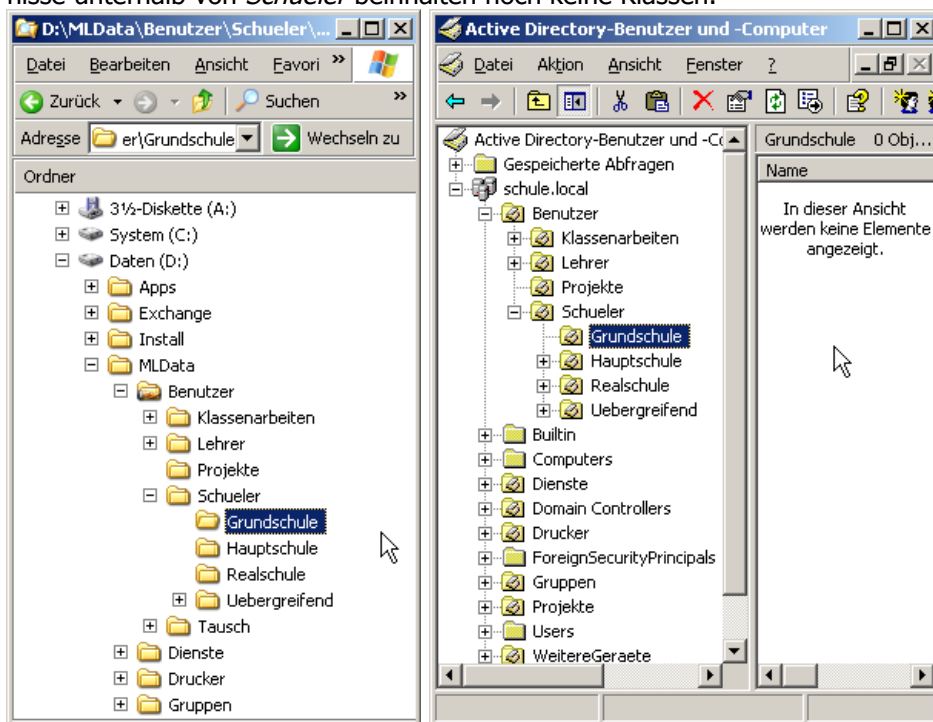 nisse unterhalb von Schueler beinhalten noch keine Klassen.
D:\MLData\Benutzer\Schueler\...
Datei Bearbeiten Ansicht Favori »
Zurück Suchen »
Adresse er\Grundschule Wechseln zu
Ordner
3½-Diskette (A:)
System (C:)
Daten (D:)
Apps
Exchange
Install
MLData
Benutzer
Klassenarbeiten
Lehrer
Projekte
Schueler
Grundschule
Hauptschule
Realschule
Uebergreifend
Tausch
Dienste
Drucker
Gruppen
Active Directory-Benutzer und -Computer
Datei Aktion Ansicht Fenster ?
Active Directory-Benutzer und -Co
Gespeicherte Abfragen
schule.local
Benutzer
Klassenarbeiten
Lehrer
Projekte
Schueler
Grundschule
Hauptschule
Realschule
Uebergreifend
Builtin
Computers
Dienste
Domain Controllers
Drucker
ForeignSecurityPrincipals
Gruppen
Projekte
Users
WeitereGeraete
Grundschule 0 Obj...
Name
In dieser Ansicht
werden keine Elemente
angezeigt.